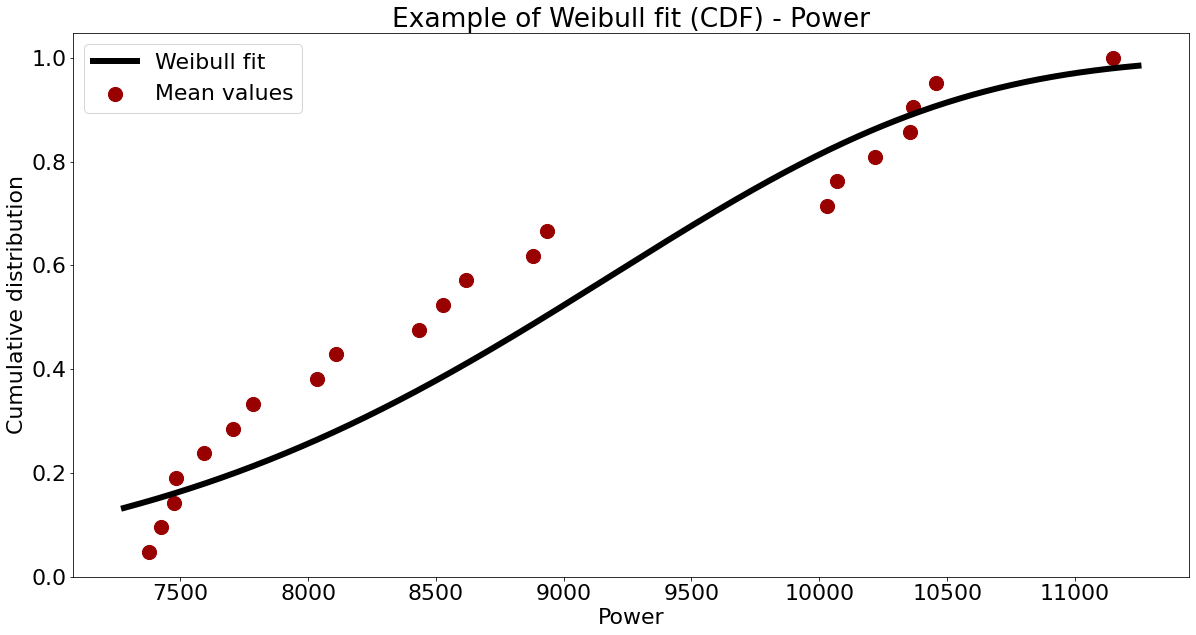 Example of Weibull fit (CDF) - Power
Weibull fit
Mean values
Cumulative distribution
1.0
0.8
0.6
0.4
0.2
0.0
7500 8000 8500 9000 9500 10000 10500 11000
Power